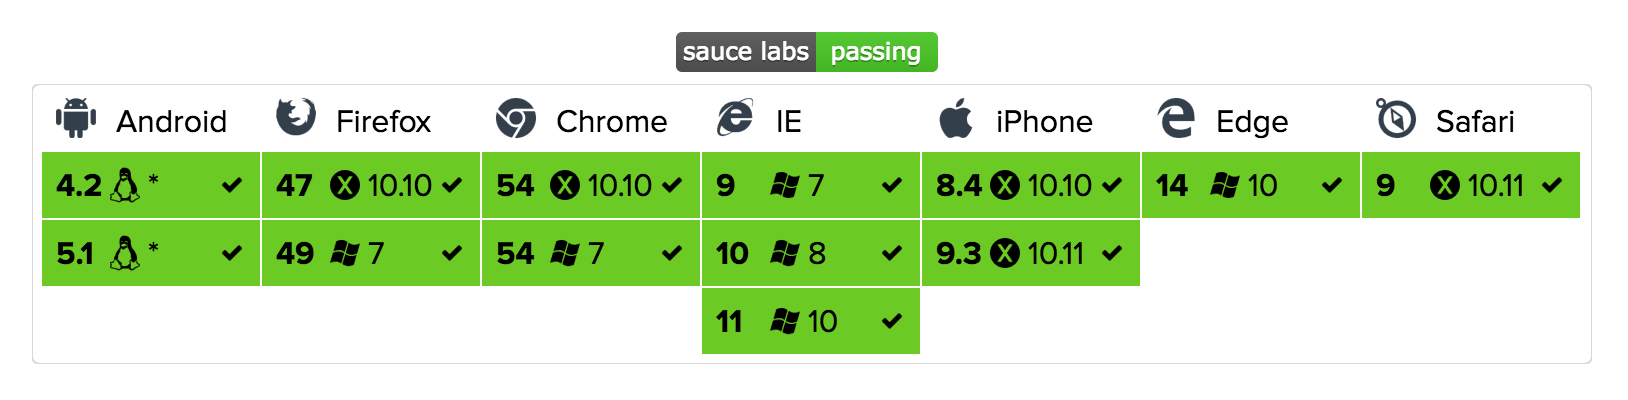 sauce labs passing
Android Firefox Chrome IE iPhone Edge Safari
4.2 * 47 X 10.10 54 X 10.10 9 7 8.4 X 10.10 14 10 9 X 10.11
5.1 * 49 7 54 7 10 8 9.3 X 10.11
11 10